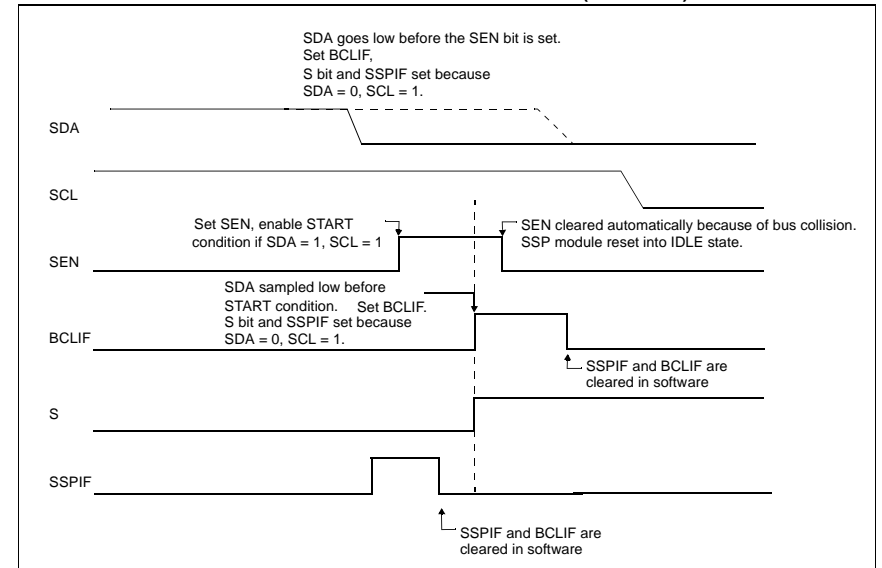 SDA goes low before the SEN bit is set.
Set BCLIF,
S bit and SSPIF set because
SDA = 0, SCL = 1.
SDA
SCL
Set SEN, enable START
condition if SDA = 1, SCL = 1
SEN cleared automatically because of bus collision.
SSP module reset into IDLE state.
SEN
SDA sampled low before
START condition. Set BCLIF.
S bit and SSPIF set because
SDA = 0, SCL = 1.
BCLIF
SSPIF and BCLIF are
cleared in software
S
SSPIF
SSPIF and BCLIF are
cleared in software